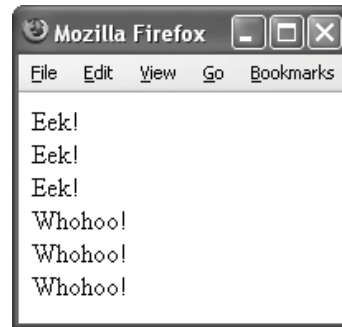 Mozilla Firefox
File Edit View Go Bookmarks
Eek!
Eek!
Eek!
Whohoo!
Whohoo!
Whohoo!